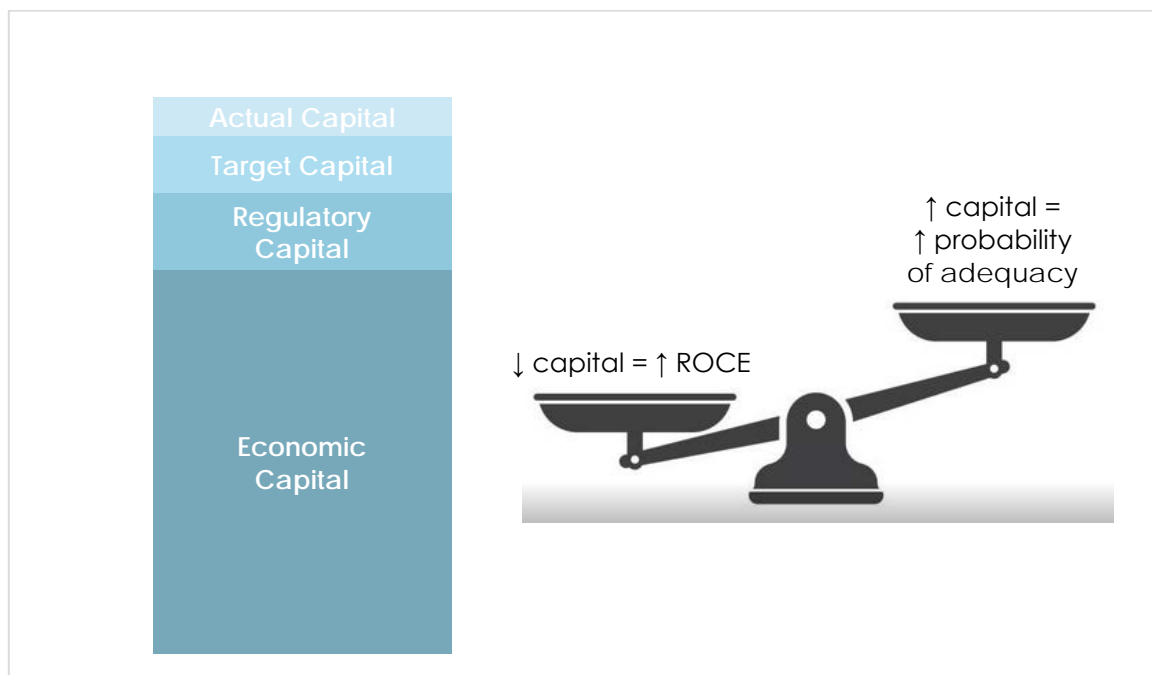 Actual Capital
Target Capital
Regulatory
Capital
Economic
Capital
↓ capital = ↑ ROCE
↑ capital =
↑ probability
of adequacy